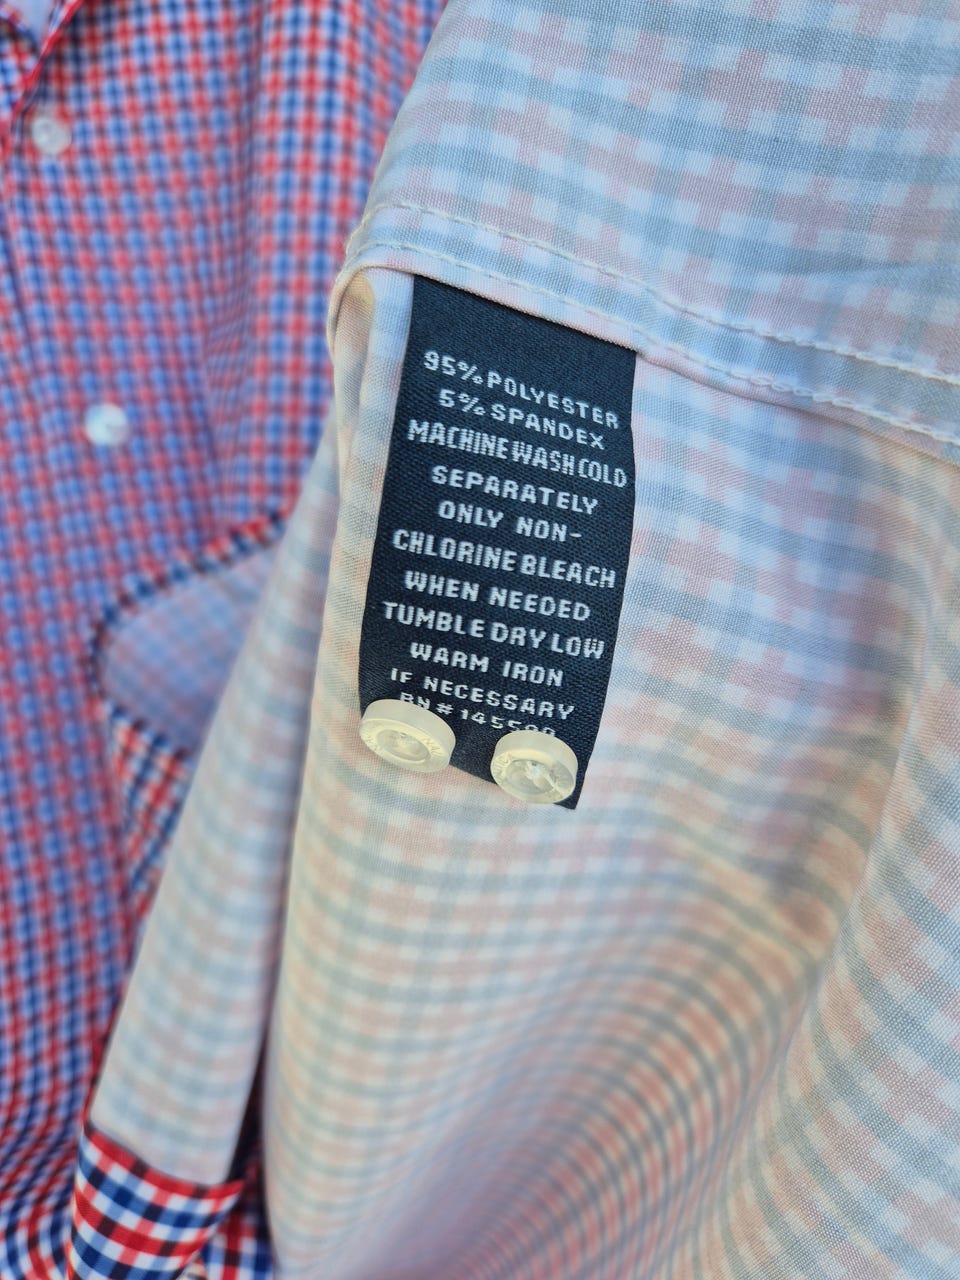 95% POLYESTER
5% SPANDEX
MACHINE WASH COLD
SEPARATELY
ONLY NON-
CHLORINE BLEACH
WHEN NEEDED
TUMBLE DRY LOW
WARM IRON
IF NECESSARY
RN #